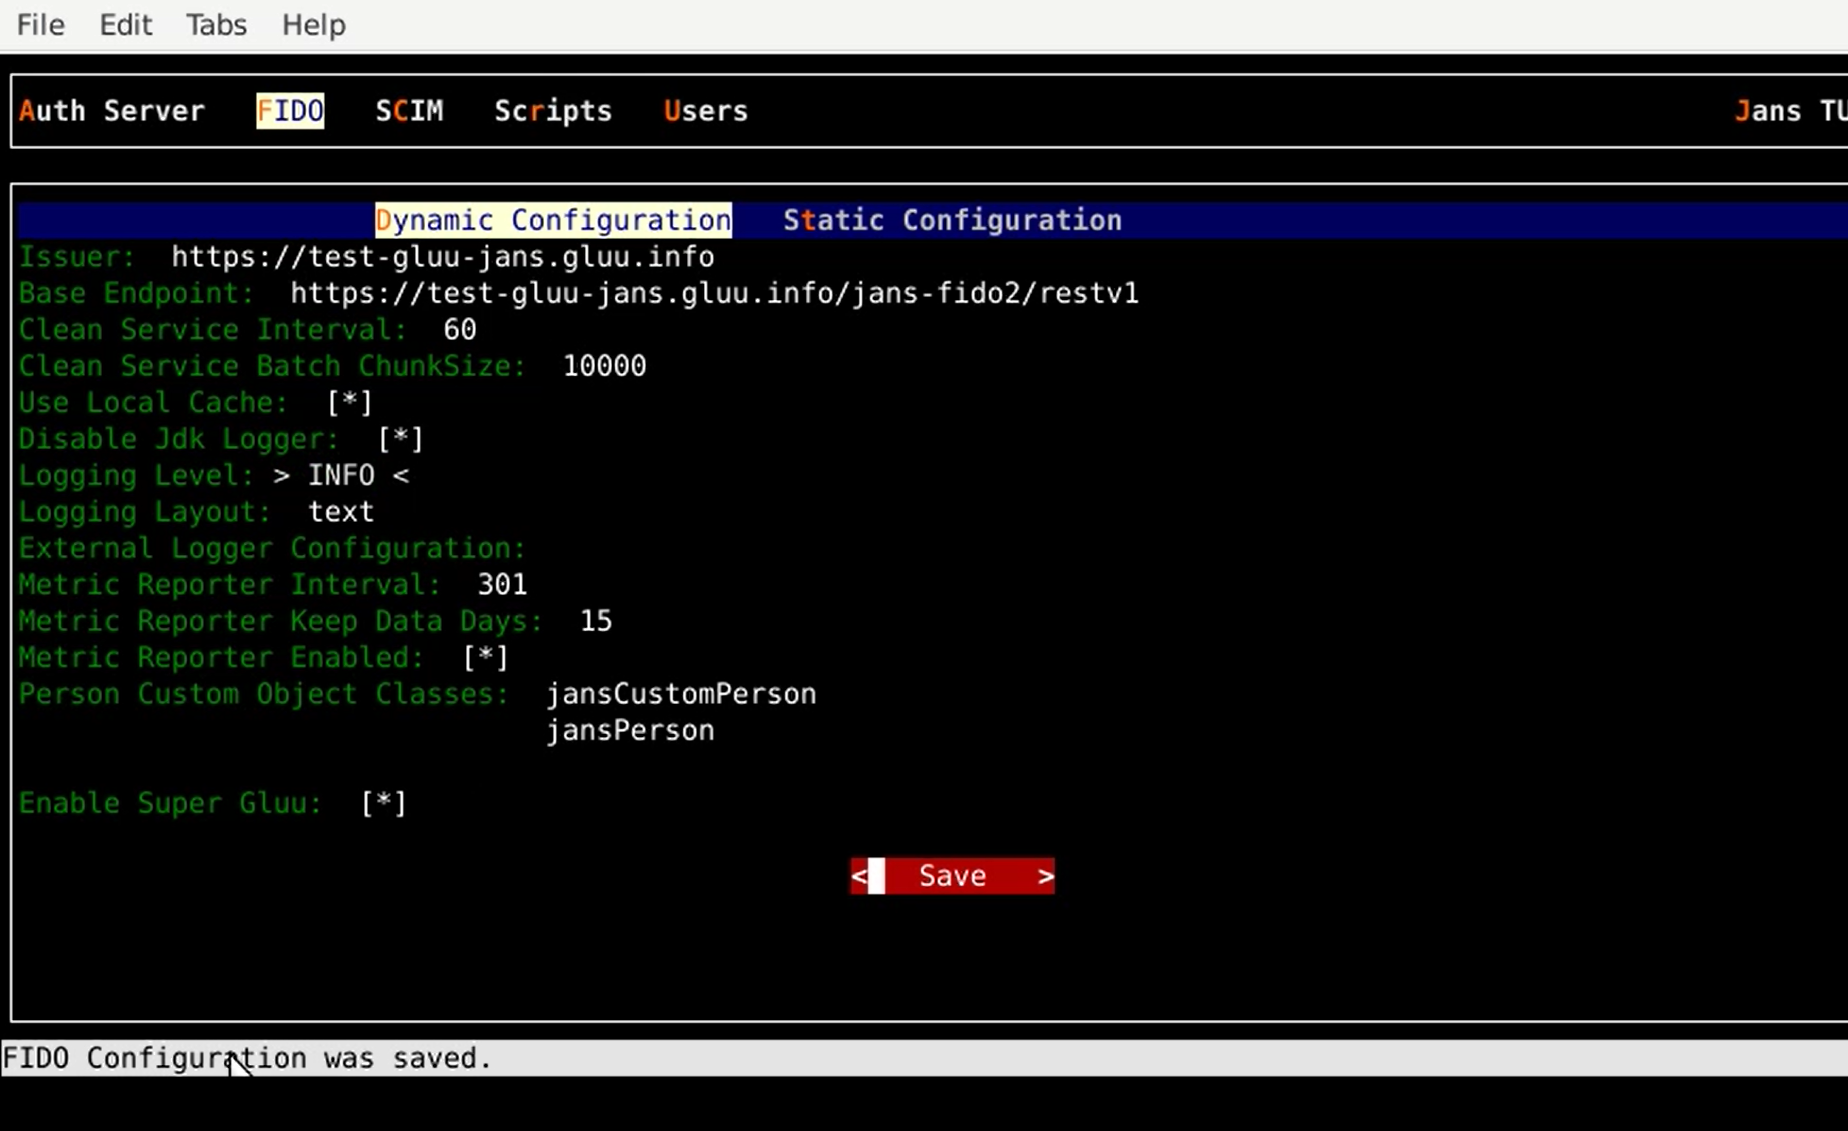 File Edit Tabs Help
Auth Server FIDO SCIM Scripts Users Jans TU
Dynamic Configuration Static Configuration
Issuer: https://test-gluu-jans.gluu.info
Base Endpoint: https://test-gluu-jans.gluu.info/jans-fido2/restv1
Clean Service Interval: 60
Clean Service Batch ChunkSize: 10000
Use Local Cache: [*]
Disable Jdk Logger: [*]
Logging Level: > INFO <
Logging Layout: text
External Logger Configuration:
Metric Reporter Interval: 301
Metric Reporter Keep Data Days: 15
Metric Reporter Enabled: [*]
Person Custom Object Classes: jansCustomPerson
jansPerson
Enable Super Gluu: [*]
< Save >
FIDO Configuration was saved.